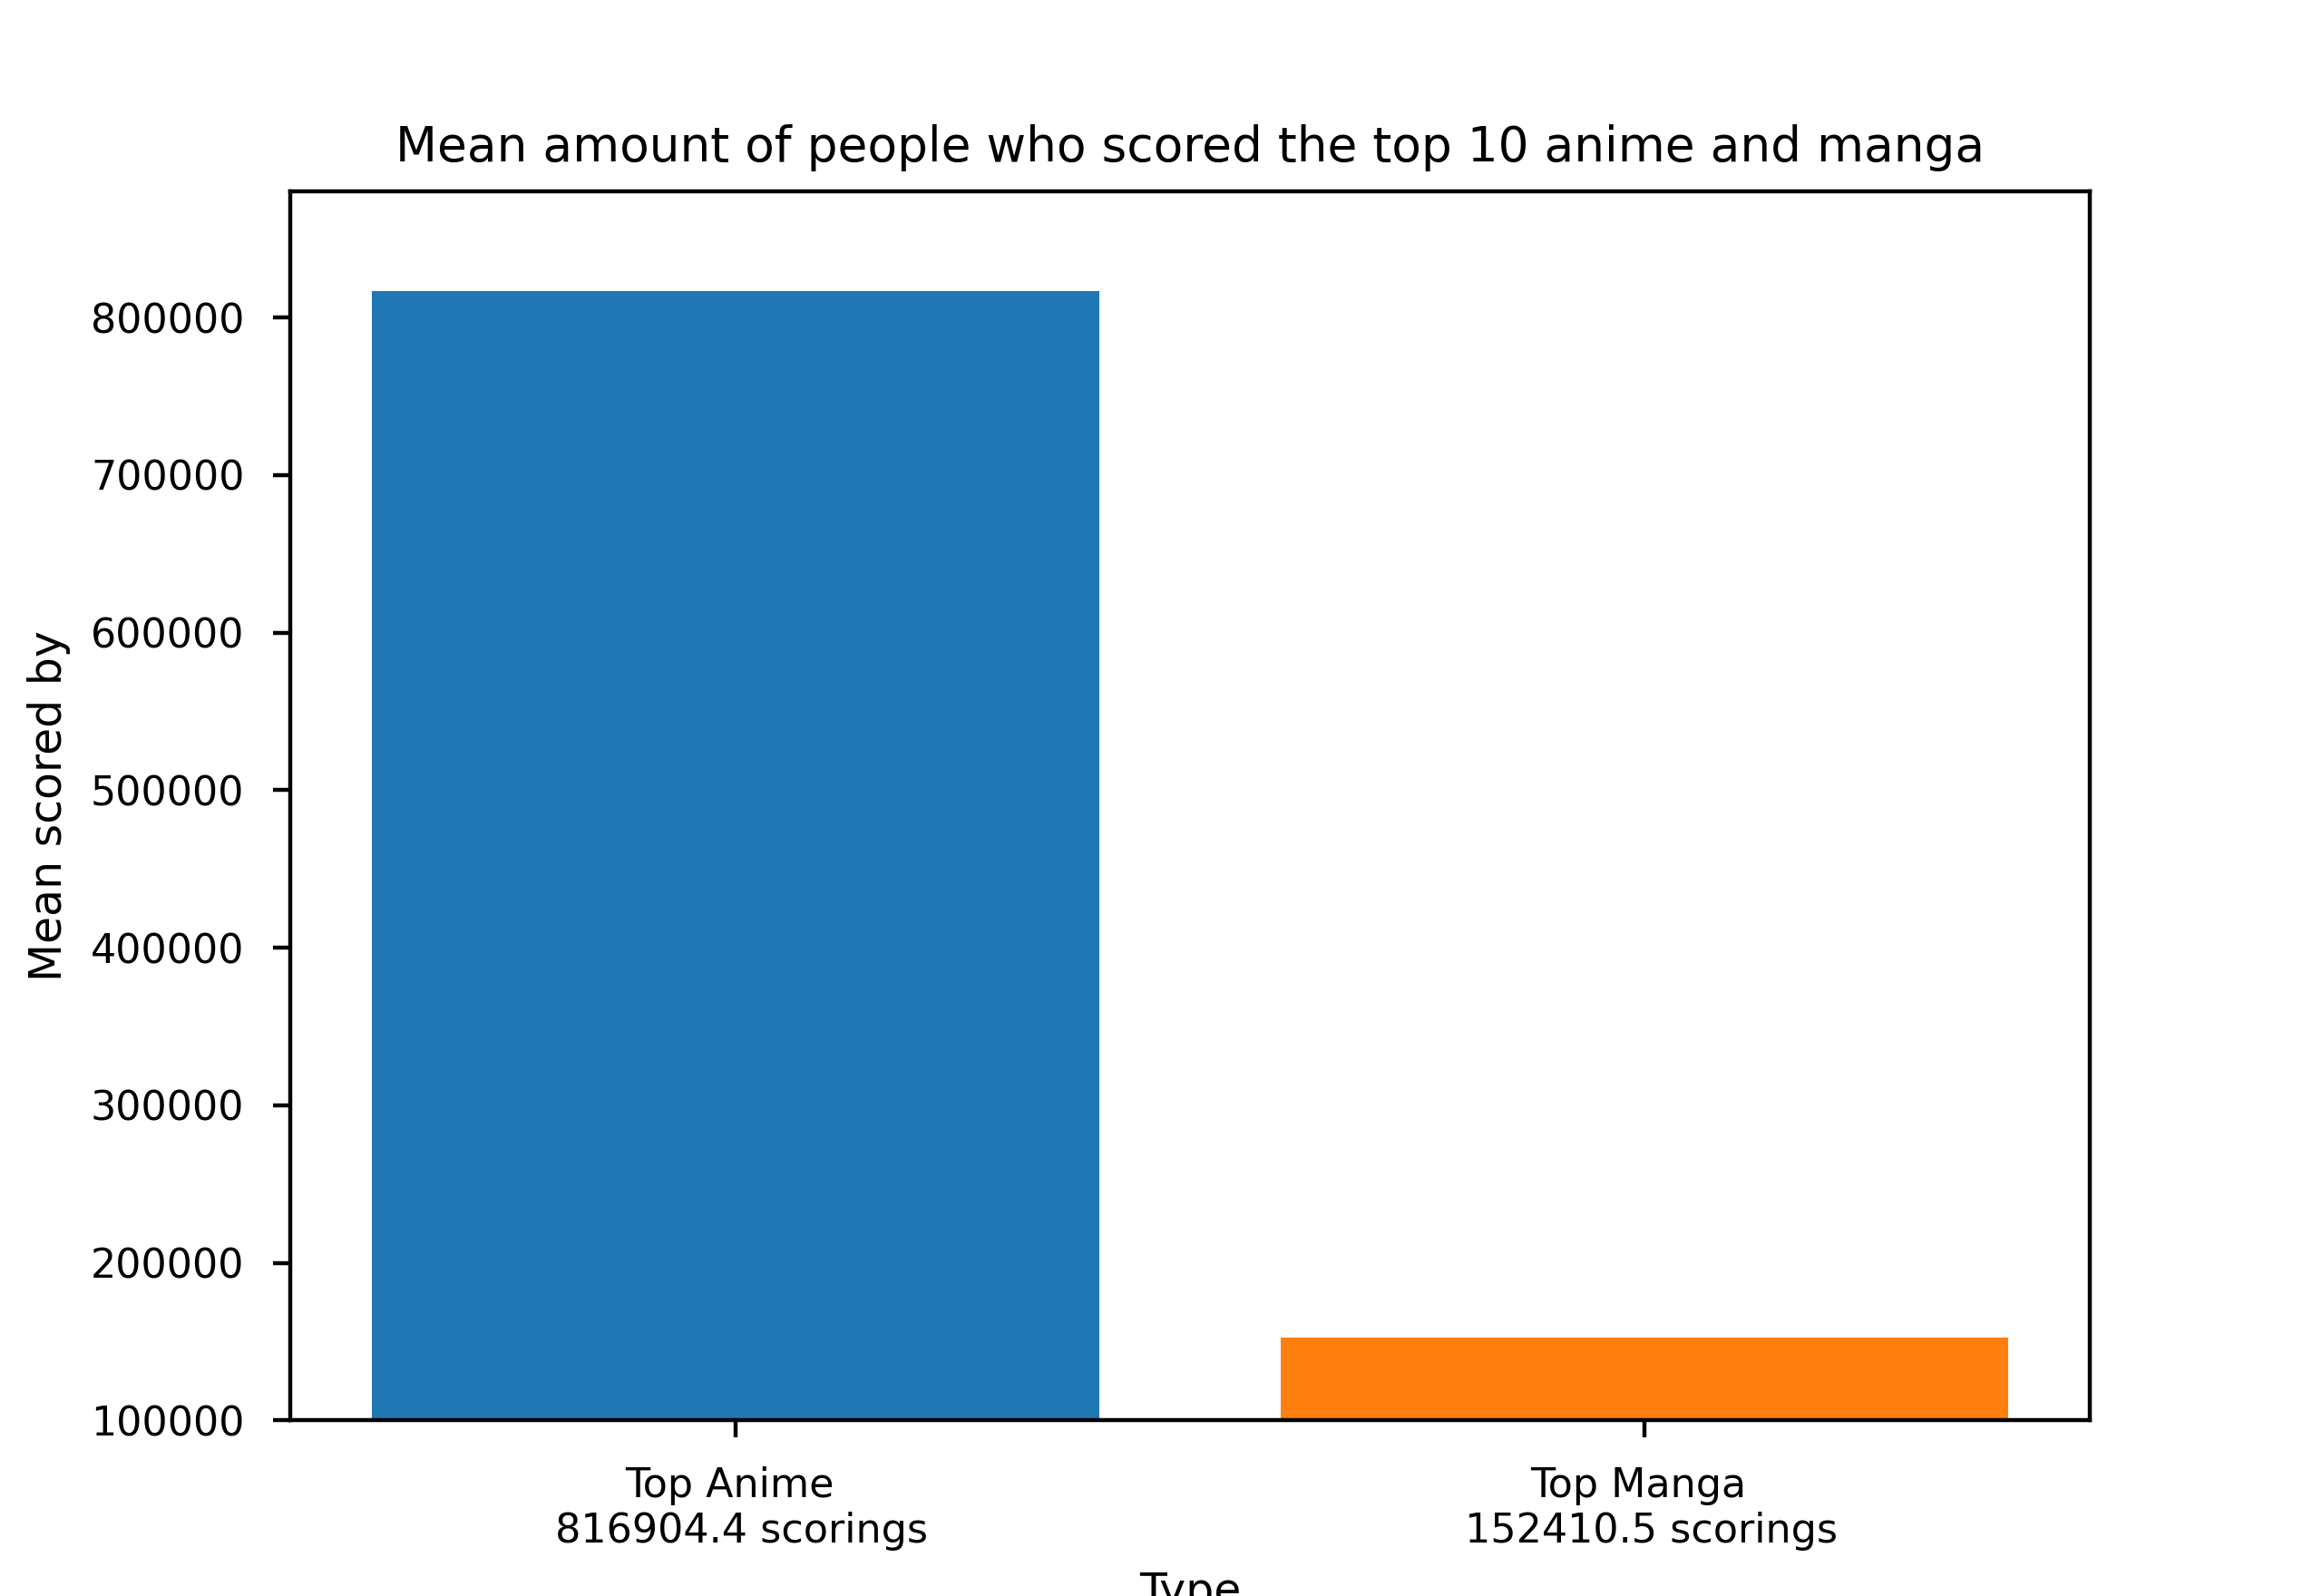 Mean amount of people who scored the top 10 anime and manga
Mean scored by
800000
700000
600000
500000
400000
300000
200000
100000
Top Anime
816904.4 scorings
Top Manga
152410.5 scorings
Type